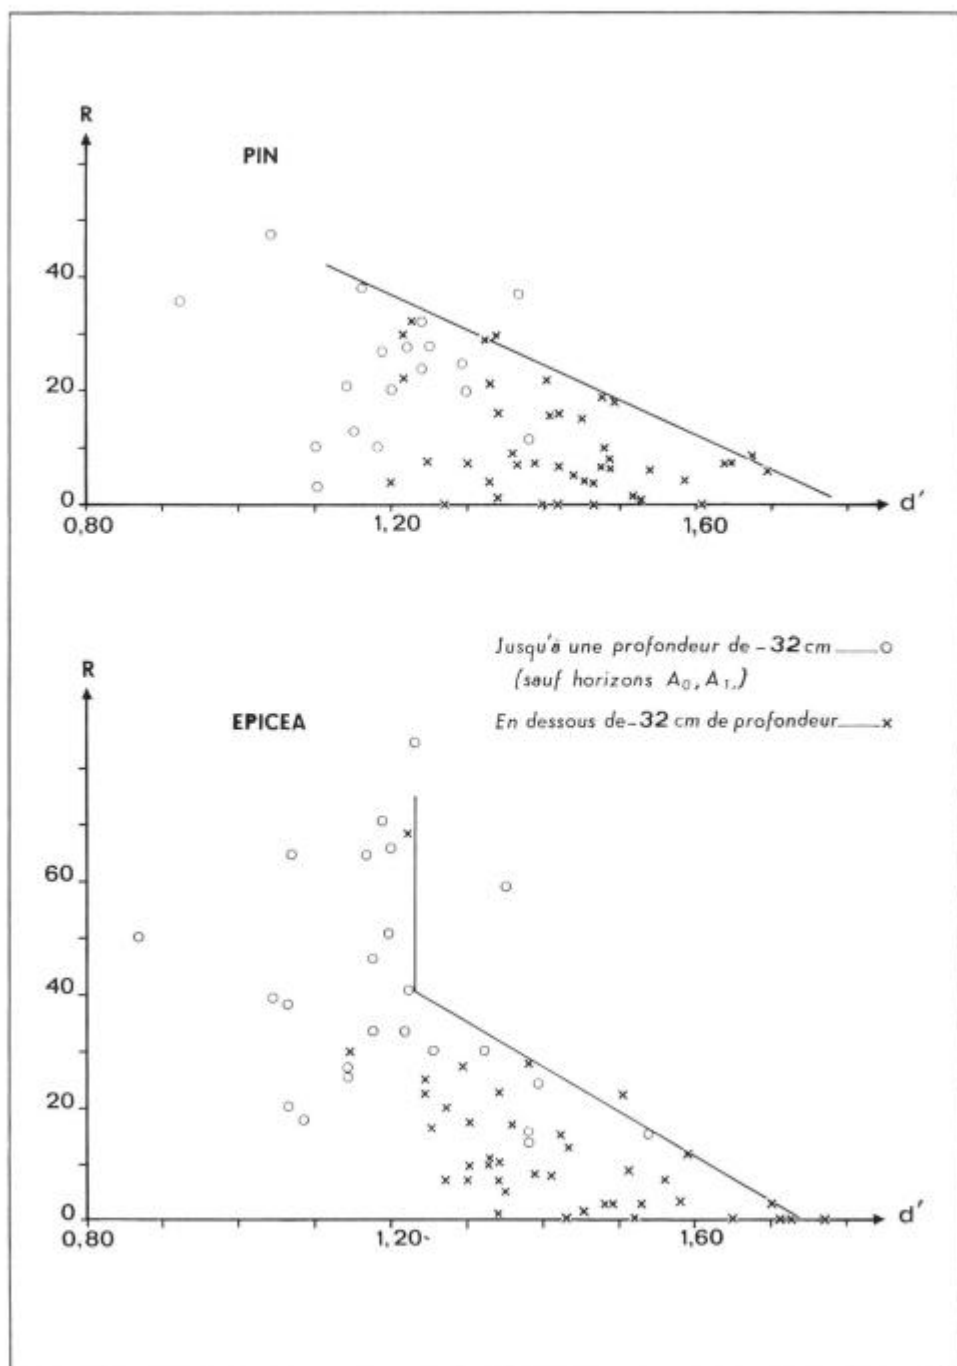 R
PIN
40
20
0
0,80 1,20 1,60 d'
Jusqu'à une profondeur de -32 cm ○
(sauf horizons A₀, A₁,)
En dessous de -32 cm de profondeur ×
R
EPICEA
60
40
20
0
0,80 1,20 1,60 d'